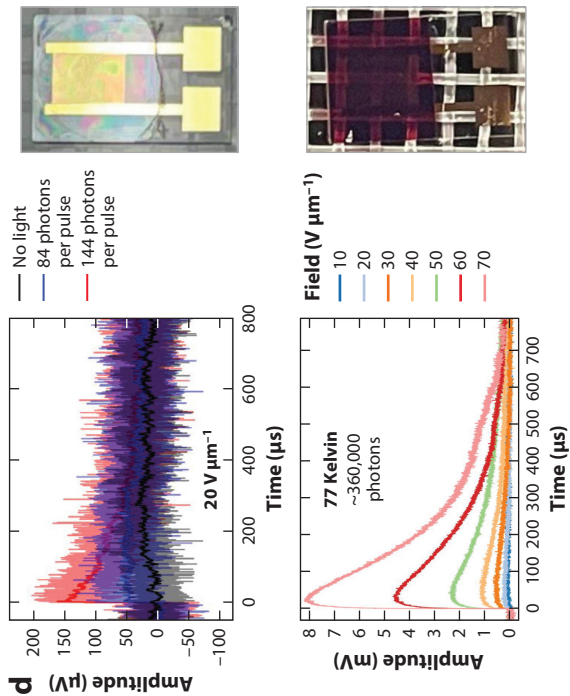 d
Amplitude (µV)
200
150
100
50
0
−50
−100
0
200
400
600
800
Time (µs)
20 V µm⁻¹
No light
84 photons
per pulse
144 photons
per pulse
Amplitude (mV)
8
7
6
5
4
3
2
1
0
0
100
200
300
400
500
600
700
Time (µs)
77 Kelvin
~360,000
photons
Field (V µm⁻¹)
10
20
30
40
50
60
70